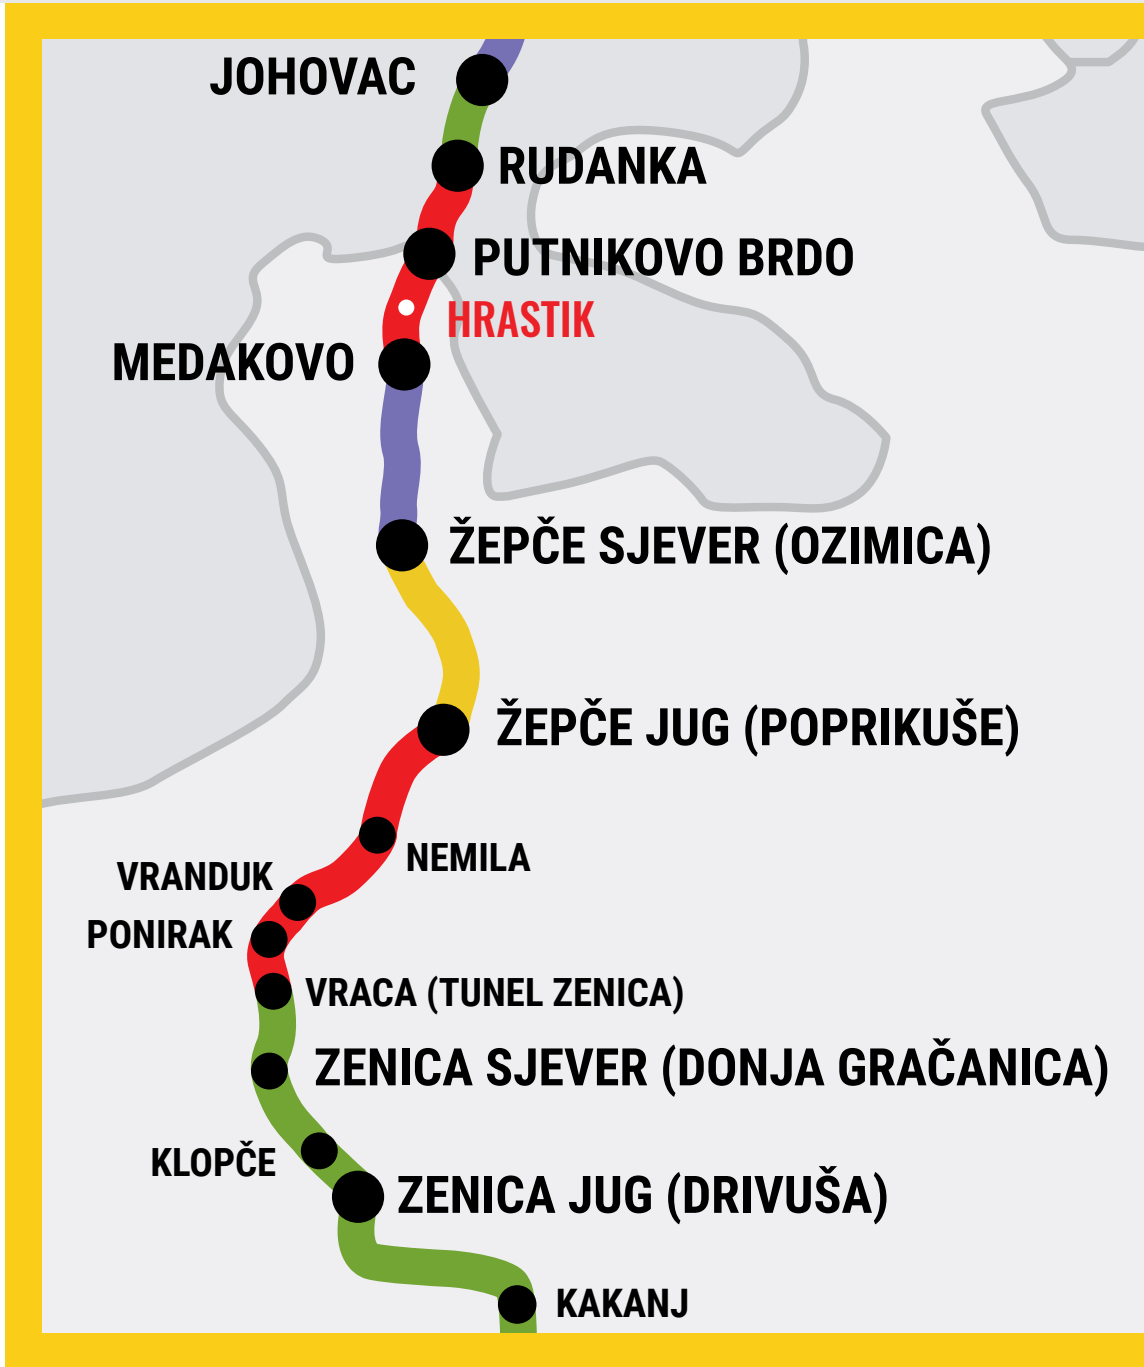 JOHOVAC
RUDANKA
PUTNIKOVO BRDO
HRASTIK
MEDAKOVO
ŽEPČE SJEVER (OZIMICA)
ŽEPČE JUG (POPRIKUŠE)
NEMILA
VRANDUK
PONIRAK
VRACA (TUNEL ZENICA)
ZENICA SJEVER (DONJA GRAČANICA)
KLOPČE
ZENICA JUG (DRIVUŠA)
KAKANJ